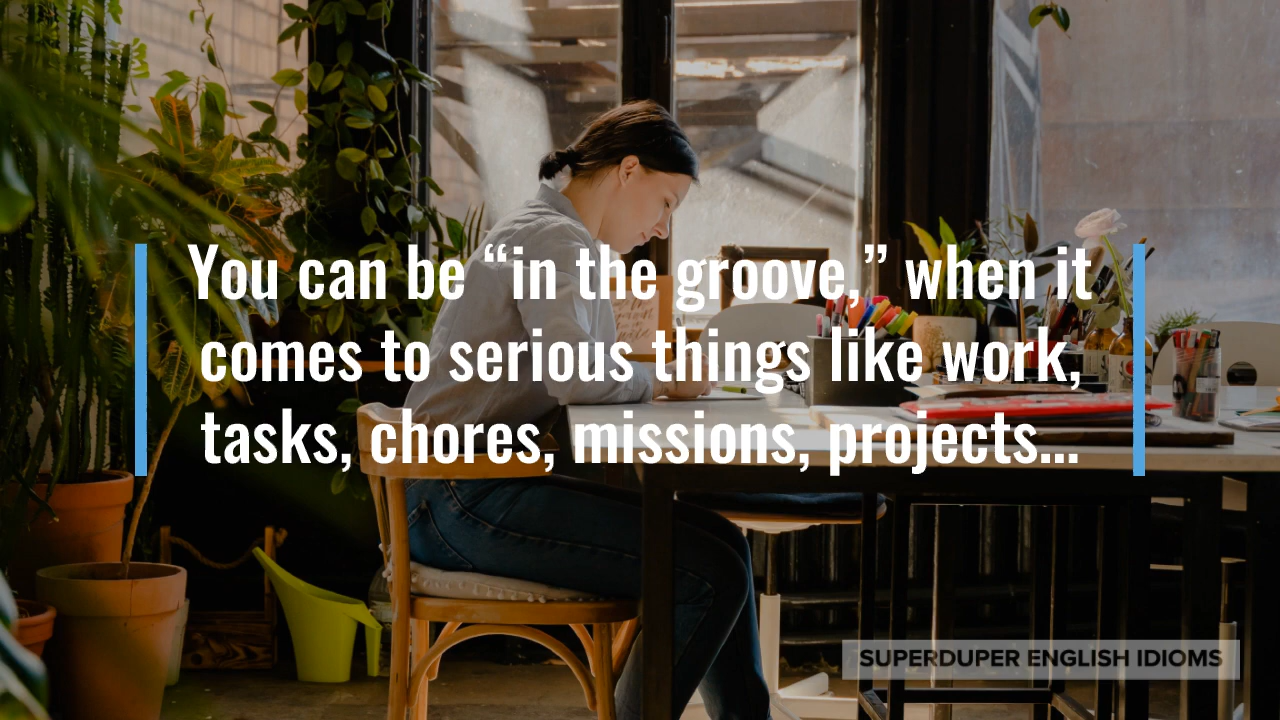 You can be “in the groove,” when it
comes to serious things like work,
tasks, chores, missions, projects...
SUPERDUPER ENGLISH IDIOMS